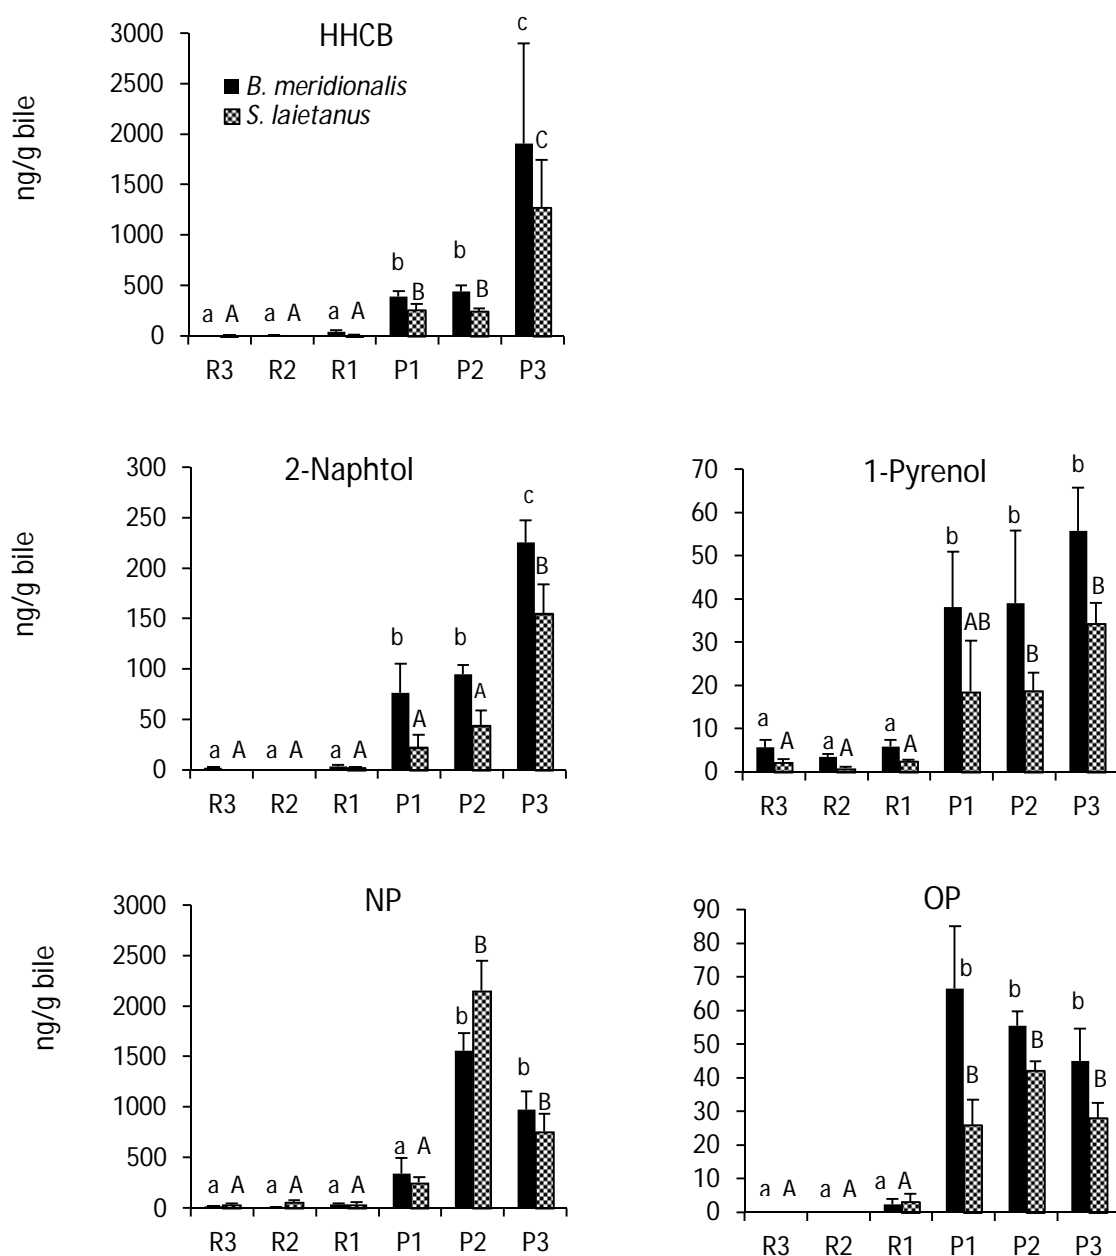 HHCB
c
3000
B. meridionalis
S. laietanus
2500
2000
C
1500
1000
500
0
ng/g bile
a A a A a A b B b B
R3 R2 R1 P1 P2 P3
2-Naphtol
300
250
200
150
100
50
0
ng/g bile
a A a A a A b A b A c B
R3 R2 R1 P1 P2 P3
1-Pyrenol
70
60
50
40
30
20
10
0
a A a A a A b AB b B b B
R3 R2 R1 P1 P2 P3
NP
3000
2500
2000
1500
1000
500
0
ng/g bile
a A a A a A a A b B b B
R3 R2 R1 P1 P2 P3
OP
90
80
70
60
50
40
30
20
10
0
a A a A a A b B b B b B
R3 R2 R1 P1 P2 P3